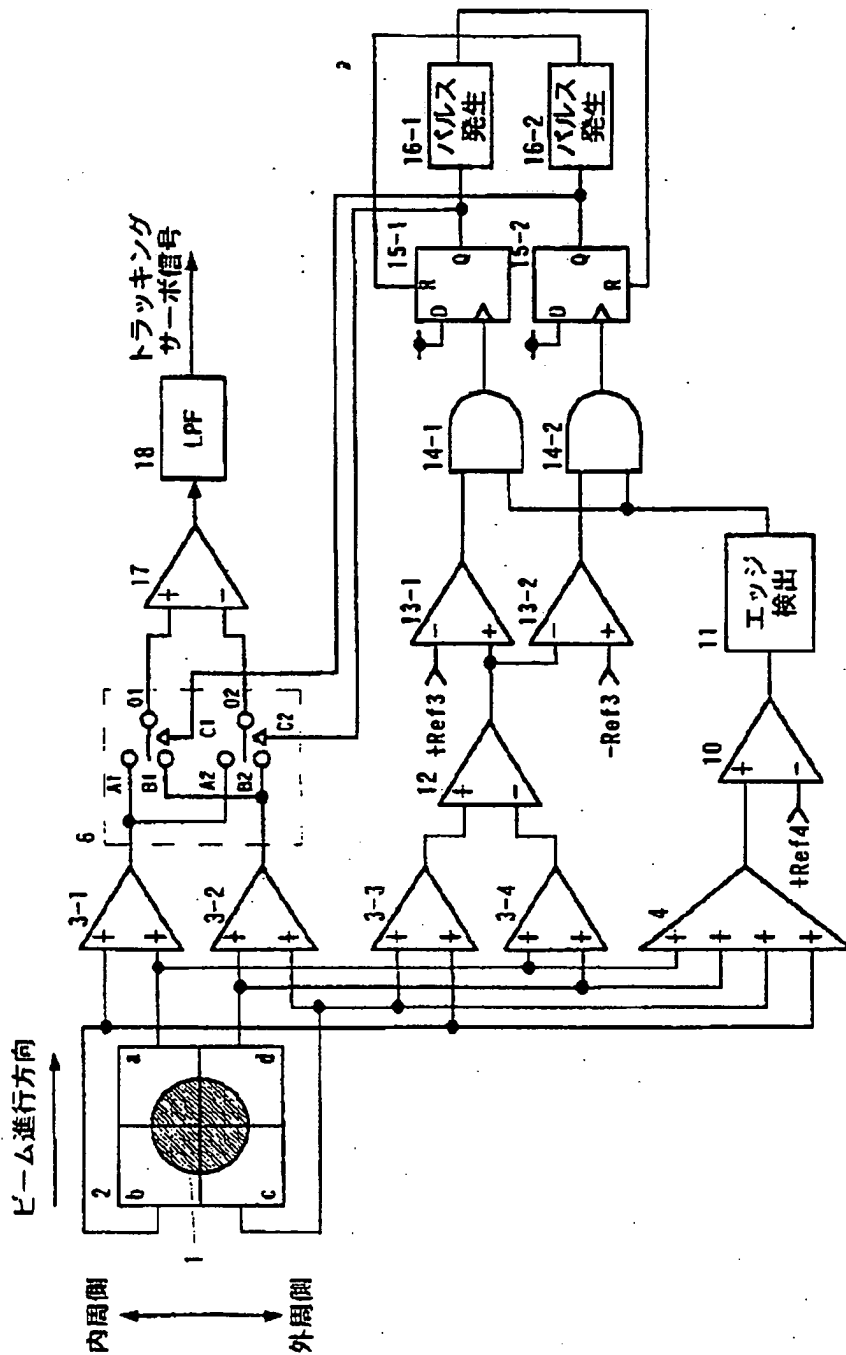 ビーム進行方向
内周側
外周側
1
2
a
b
c
d
3-1
+
+
3-2
+
+
3-3
+
+
3-4
+
+
4
+
+
+
+
6
A1
B1
A2
B2
O1
C1
O2
C2
17
+
-
18
LPF
トラッキング
サーボ信号
12
+
-
+Ref3
-Ref3
13-1
-
+
13-2
-
+
10
+
-
+Ref4
11
エッジ
検出
14-1
14-2
15-1
D
R
Q
15-2
D
R
Q
16-1
パルス
発生
16-2
パルス
発生